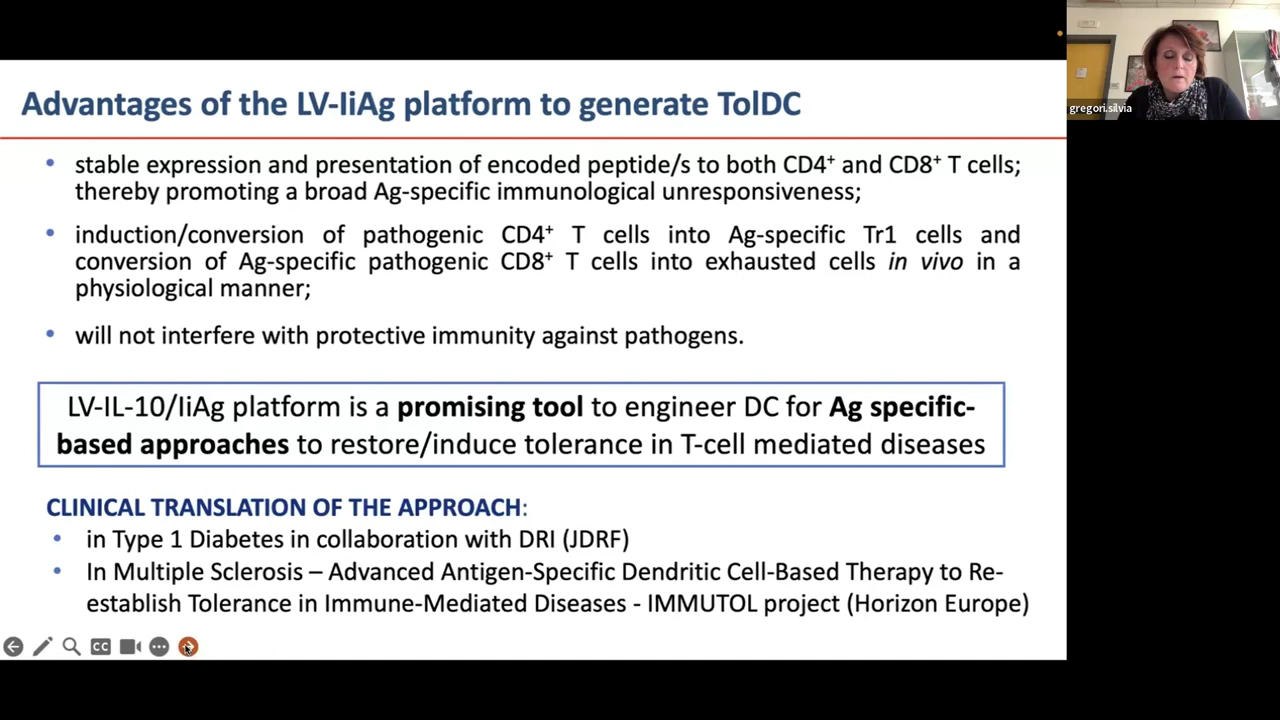 Advantages of the LV-IiAg platform to generate TolDC
gregori.silvia
• stable expression and presentation of encoded peptide/s to both CD4⁺ and CD8⁺ T cells;
thereby promoting a broad Ag-specific immunological unresponsiveness;
• induction/conversion of pathogenic CD4⁺ T cells into Ag-specific Tr1 cells and
conversion of Ag-specific pathogenic CD8⁺ T cells into exhausted cells in vivo in a
physiological manner;
• will not interfere with protective immunity against pathogens.
LV-IL-10/IiAg platform is a promising tool to engineer DC for Ag specific-
based approaches to restore/induce tolerance in T-cell mediated diseases
CLINICAL TRANSLATION OF THE APPROACH:
• in Type 1 Diabetes in collaboration with DRI (JDRF)
• In Multiple Sclerosis – Advanced Antigen-Specific Dendritic Cell-Based Therapy to Re-
establish Tolerance in Immune-Mediated Diseases - IMMUTOL project (Horizon Europe)
CC